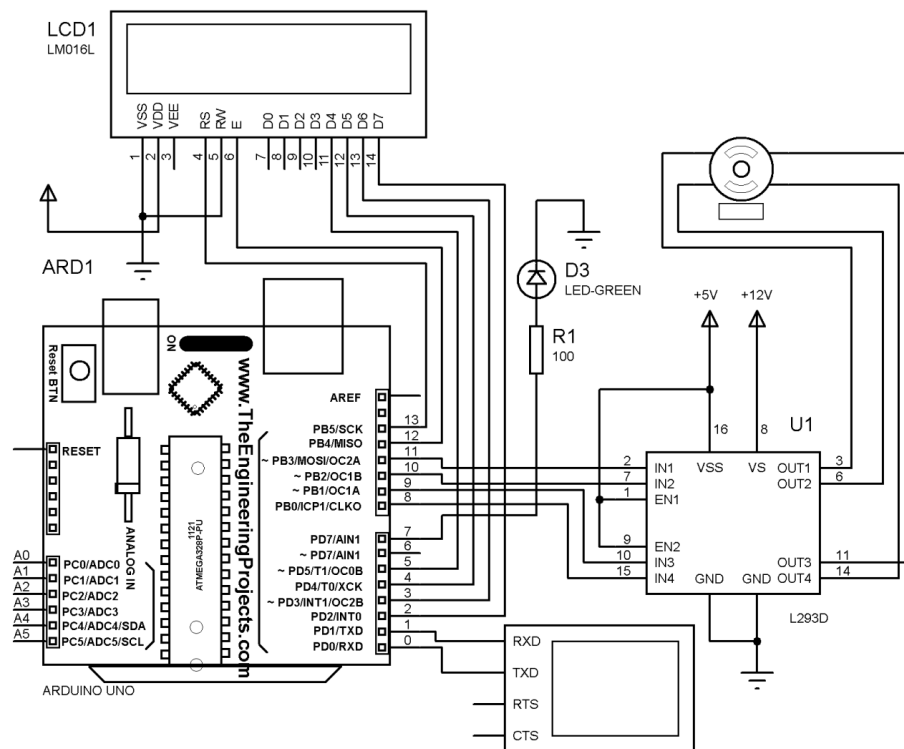 LCD1
LM016L
VSS
VDD
VEE
RS
RW
E
D0
D1
D2
D3
D4
D5
D6
D7
1
2
3
4
5
6
7
8
9
10
11
12
13
14
ARD1
D3
LED-GREEN
R1
100
+5V
+12V
U1
Reset BTN
ON
www.TheEngineeringProjects.com
AREF
PB5/SCK 13
PB4/MISO 12
~ PB3/MOSI/OC2A 11
~ PB2/OC1B 10
~ PB1/OC1A 9
PB0/ICP1/CLKO 8
PD7/AIN1 7
~ PD7/AIN1 6
~ PD5/T1/OC0B 5
PD4/T0/XCK 4
~ PD3/INT1/OC2B 3
PD2/INT0 2
PD1/TXD 1
PD0/RXD 0
RESET
ANALOG IN
1121
ATMEGA328P-PU
A0 PC0/ADC0
A1 PC1/ADC1
A2 PC2/ADC2
A3 PC3/ADC3
A4 PC4/ADC4/SDA
A5 PC5/ADC5/SCL
ARDUINO UNO
16
8
VSS VS
2 IN1
7 IN2
1 EN1
9 EN2
10 IN3
15 IN4
OUT1 3
OUT2 6
OUT3 11
OUT4 14
GND GND
L293D
RXD
TXD
RTS
CTS